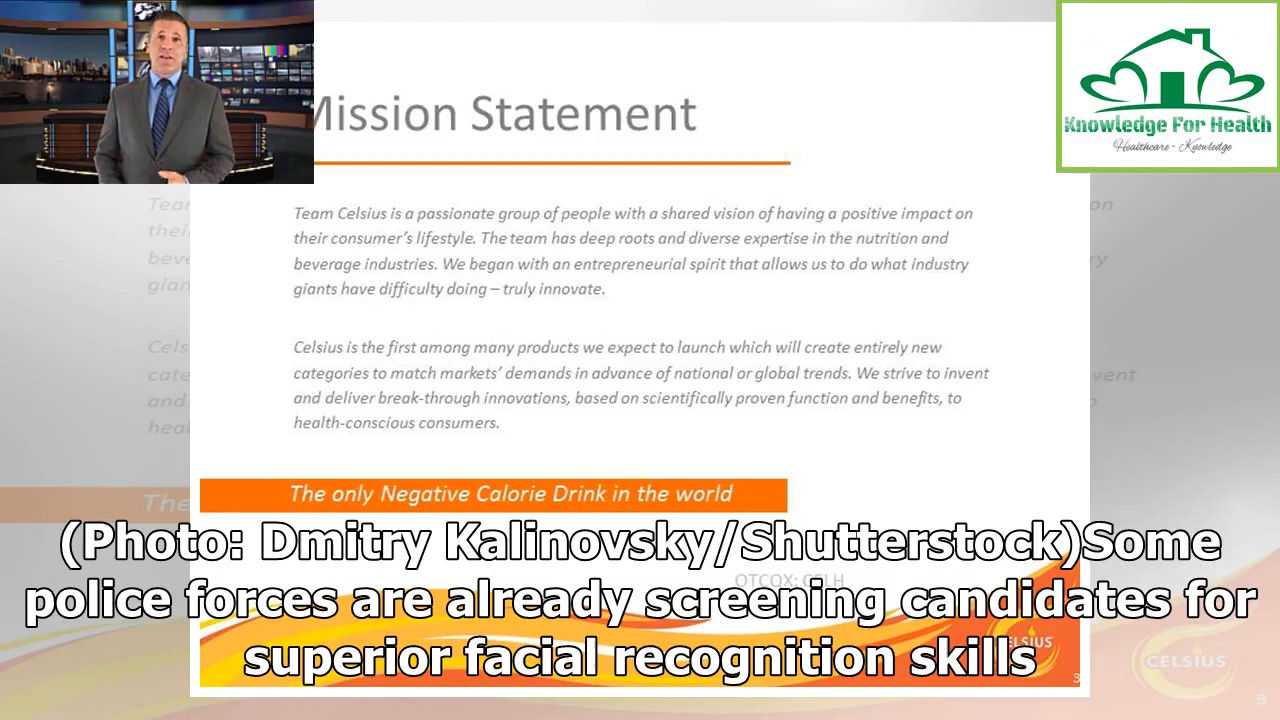 Knowledge For Health
Healthcare - Knowledge
Mission Statement
Team Celsius is a passionate group of people with a shared vision of having a positive impact on
their consumer's lifestyle. The team has deep roots and diverse expertise in the nutrition and
beverage industries. We began with an entrepreneurial spirit that allows us to do what industry
giants have difficulty doing – truly innovate.
Celsius is the first among many products we expect to launch which will create entirely new
categories to match markets' demands in advance of national or global trends. We strive to invent
and deliver break-through innovations, based on scientifically proven function and benefits, to
health-conscious consumers.
The only Negative Calorie Drink in the world
(Photo: Dmitry Kalinovsky/Shutterstock)Some
police forces are already screening candidates for
superior facial recognition skills
OTCQX: CELH
CELSIUS
3
CELSIUS
3